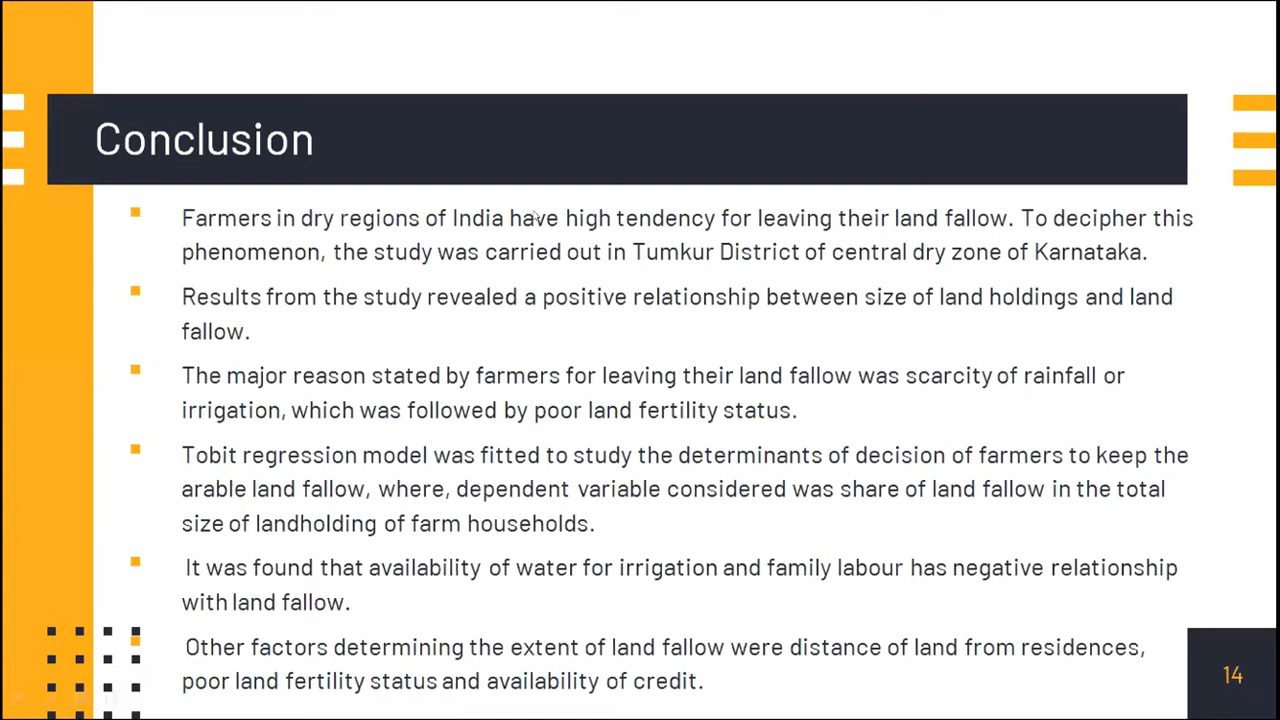 Conclusion
Farmers in dry regions of India have high tendency for leaving their land fallow. To decipher this
phenomenon, the study was carried out in Tumkur District of central dry zone of Karnataka.
Results from the study revealed a positive relationship between size of land holdings and land
fallow.
The major reason stated by farmers for leaving their land fallow was scarcity of rainfall or
irrigation, which was followed by poor land fertility status.
Tobit regression model was fitted to study the determinants of decision of farmers to keep the
arable land fallow, where, dependent variable considered was share of land fallow in the total
size of landholding of farm households.
It was found that availability of water for irrigation and family labour has negative relationship
with land fallow.
Other factors determining the extent of land fallow were distance of land from residences,
poor land fertility status and availability of credit.
14